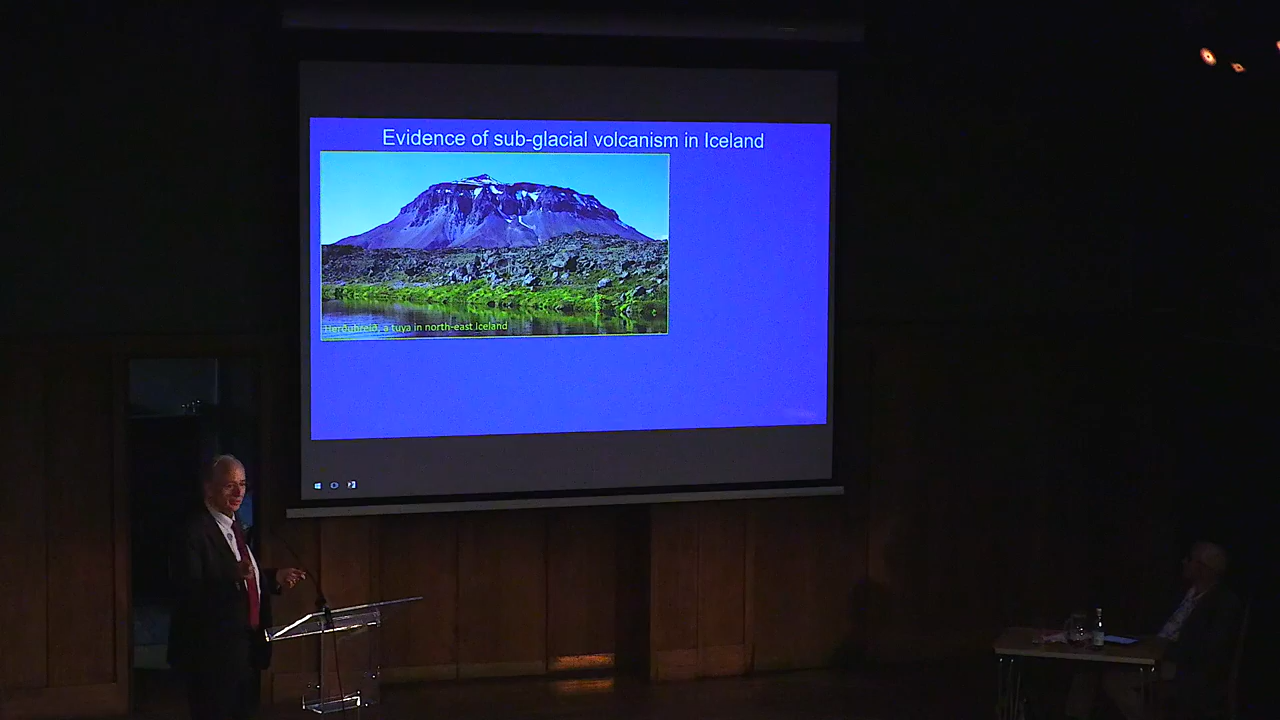 Evidence of sub-glacial volcanism in Iceland
Herðubreið, a tuya in north-east Iceland